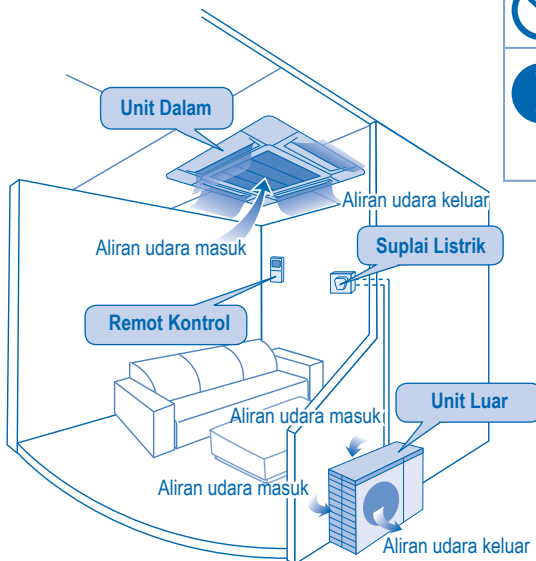 Unit Dalam
Aliran udara keluar
Aliran udara masuk
Suplai Listrik
Remot Kontrol
Unit Luar
Aliran udara masuk
Aliran udara masuk
Aliran udara keluar